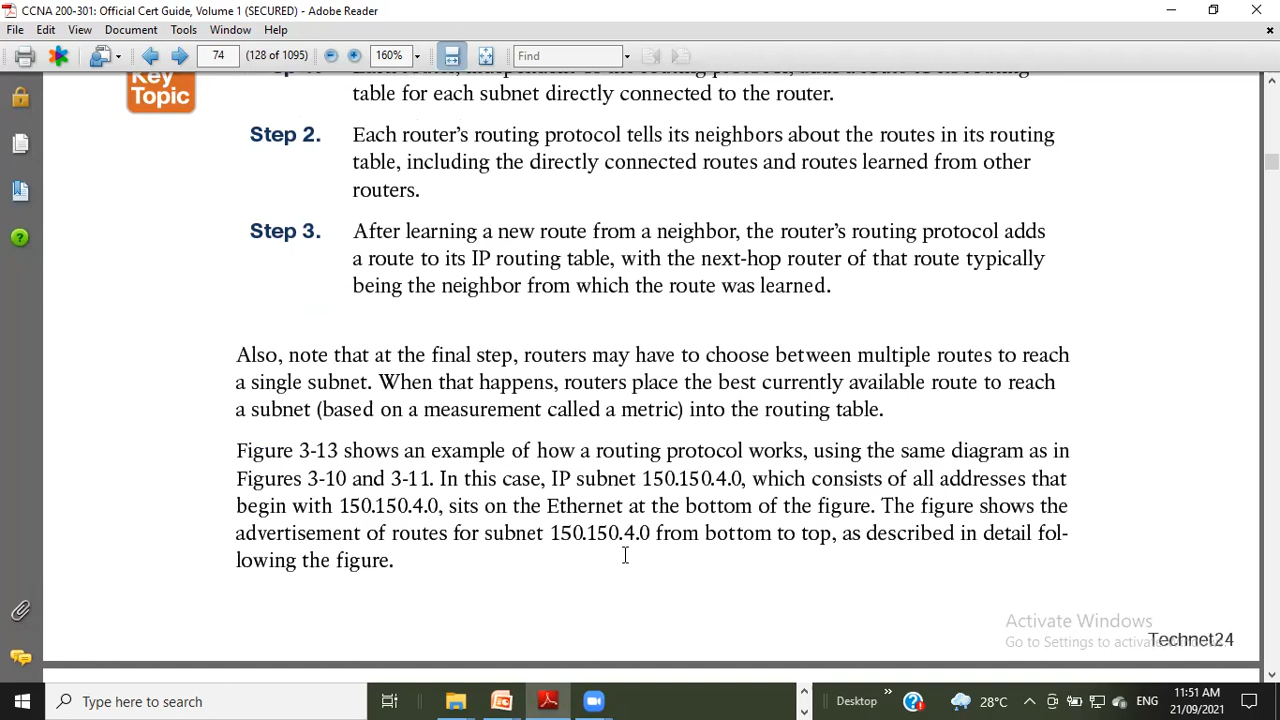 CCNA 200-301: Official Cert Guide, Volume 1 (SECURED) - Adobe Reader
File Edit View Document Tools Window Help
74 (128 of 1095) 160% Find
Key
Topic
table for each subnet directly connected to the router.
Step 2. Each router's routing protocol tells its neighbors about the routes in its routing
table, including the directly connected routes and routes learned from other
routers.
Step 3. After learning a new route from a neighbor, the router's routing protocol adds
a route to its IP routing table, with the next-hop router of that route typically
being the neighbor from which the route was learned.
Also, note that at the final step, routers may have to choose between multiple routes to reach
a single subnet. When that happens, routers place the best currently available route to reach
a subnet (based on a measurement called a metric) into the routing table.
Figure 3-13 shows an example of how a routing protocol works, using the same diagram as in
Figures 3-10 and 3-11. In this case, IP subnet 150.150.4.0, which consists of all addresses that
begin with 150.150.4.0, sits on the Ethernet at the bottom of the figure. The figure shows the
advertisement of routes for subnet 150.150.4.0 from bottom to top, as described in detail fol-
lowing the figure.
Activate Windows
Go to Settings to activate
Technet24
Type here to search
Desktop
28°C
ENG
11:51 AM
21/09/2021